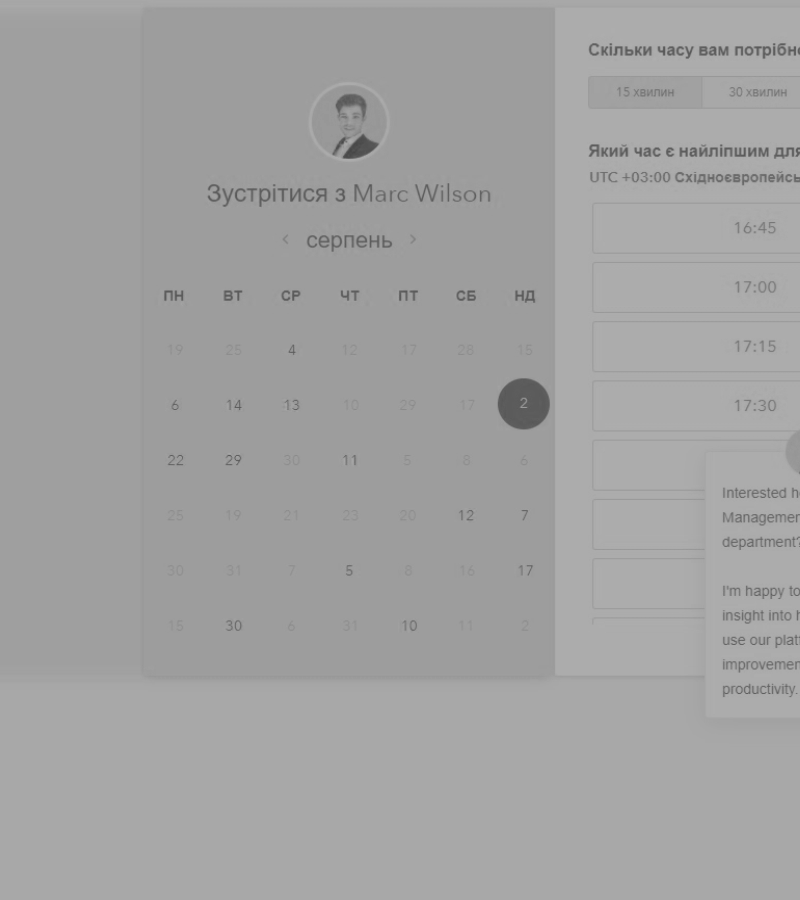 Зустрітися з Marc Wilson
‹ серпень ›
ПН ВТ СР ЧТ ПТ СБ НД
19 25 4 12 17 28 15
6 14 13 10 29 17 2
22 29 30 11 5 8 6
25 19 21 23 20 12 7
30 31 7 5 8 16 17
15 30 6 31 10 11 2
Скільки часу вам потрібн
15 хвилин 30 хвилин
Який час є найліпшим для
UTC +03:00 Східноєвропейсь
16:45
17:00
17:15
17:30
Interested h
Managemen
department?
I'm happy to
insight into h
use our platf
improvemen
productivity.